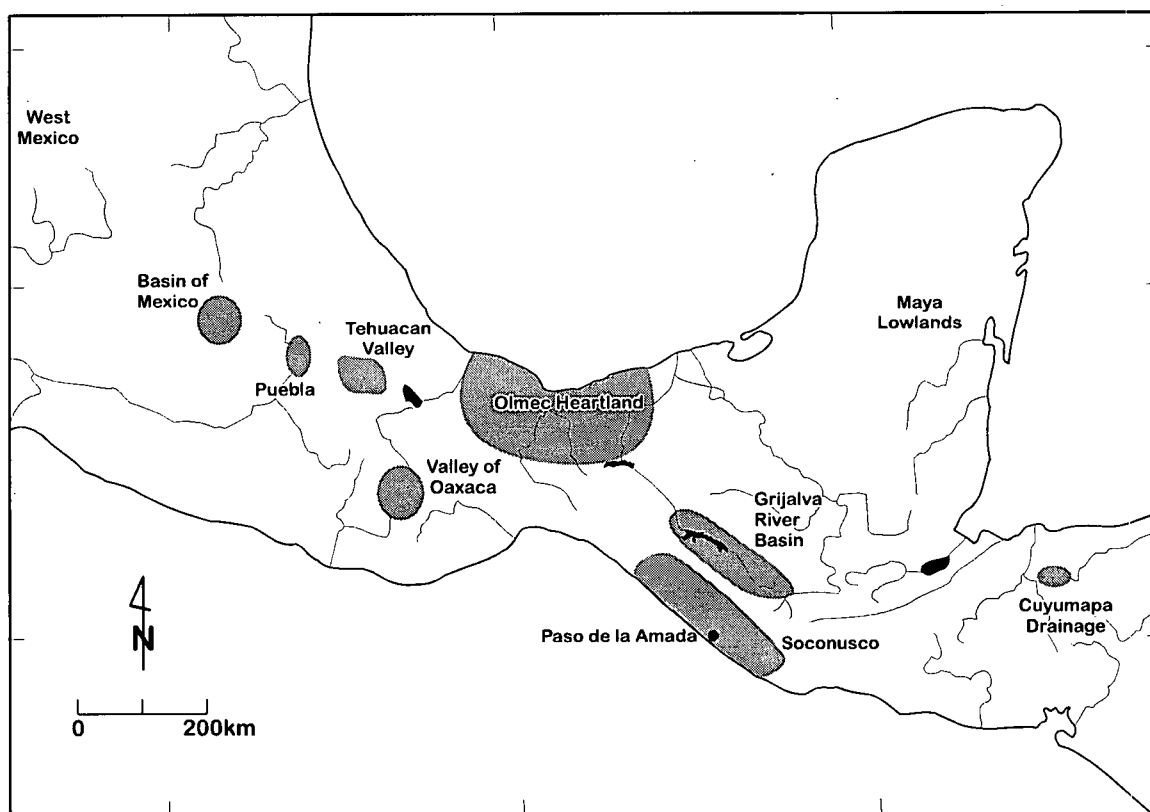 West
Mexico
Basin of
Mexico
Tehuacan
Valley
Puebla
Olmec Heartland
Maya
Lowlands
Valley of
Oaxaca
Grijalva
River
Basin
Cuyumapa
Drainage
Paso de la Amada
Soconusco
N
0 200km